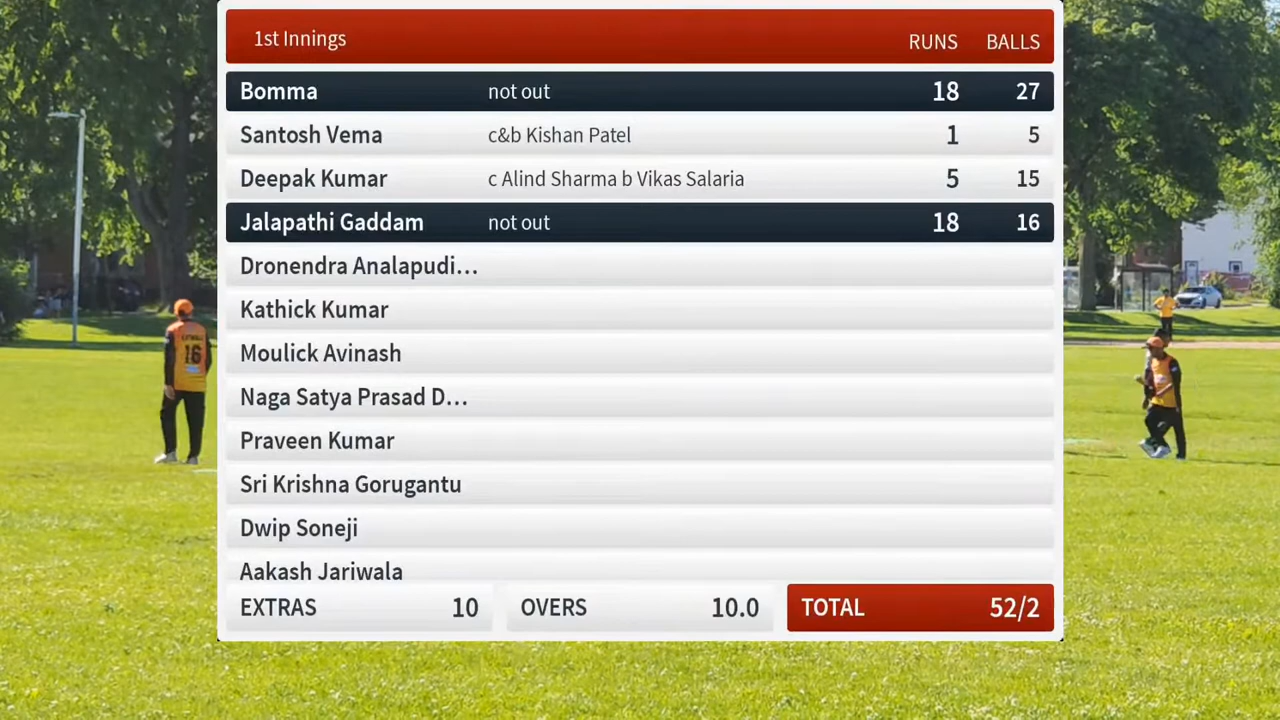 1st Innings RUNS BALLS
Bomma not out 18 27
Santosh Vema c&b Kishan Patel 1 5
Deepak Kumar c Alind Sharma b Vikas Salaria 5 15
Jalapathi Gaddam not out 18 16
Dronendra Analapudi...
Kathick Kumar
Moulick Avinash
Naga Satya Prasad D...
Praveen Kumar
Sri Krishna Gorugantu
Dwip Soneji
Aakash Jariwala
EXTRAS 10 OVERS 10.0 TOTAL 52/2
16